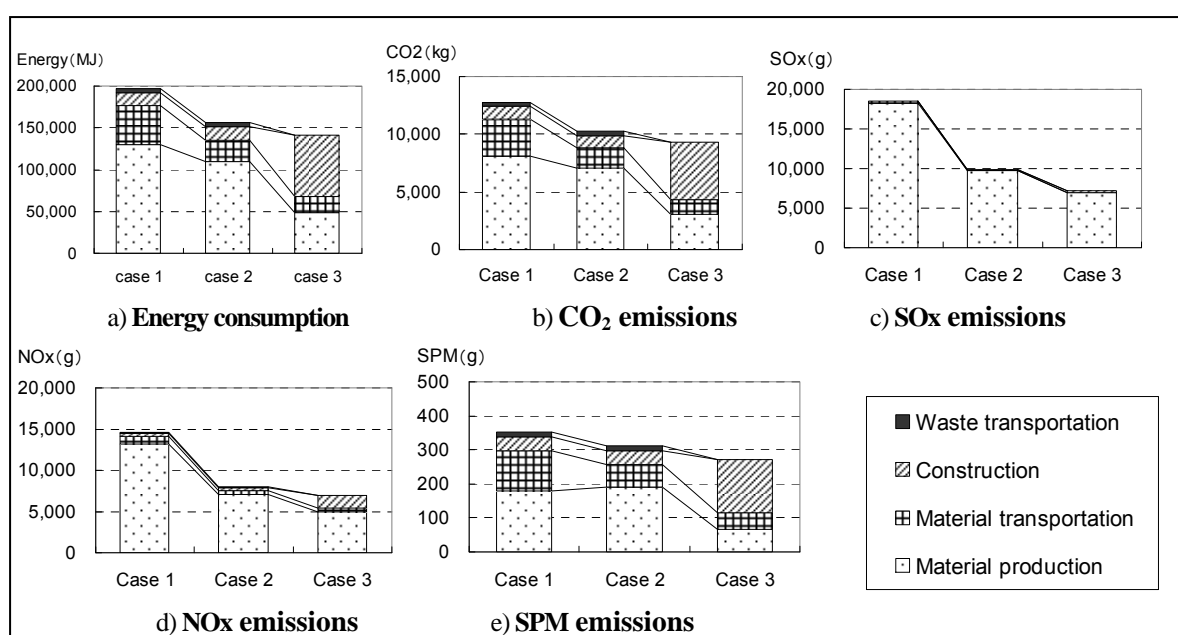 Energy(MJ)
200,000
150,000
100,000
50,000
0
case 1 case 2 case 3
a) Energy consumption
CO2(kg)
15,000
10,000
5,000
0
Case 1 Case 2 Case 3
b) CO₂ emissions
SOx(g)
20,000
15,000
10,000
5,000
0
Case 1 Case 2 Case 3
c) SOx emissions
NOx(g)
20,000
15,000
10,000
5,000
0
Case 1 Case 2 Case 3
d) NOx emissions
SPM(g)
500
400
300
200
100
0
Case 1 Case 2 Case 3
e) SPM emissions
Waste transportation
Construction
Material transportation
Material production